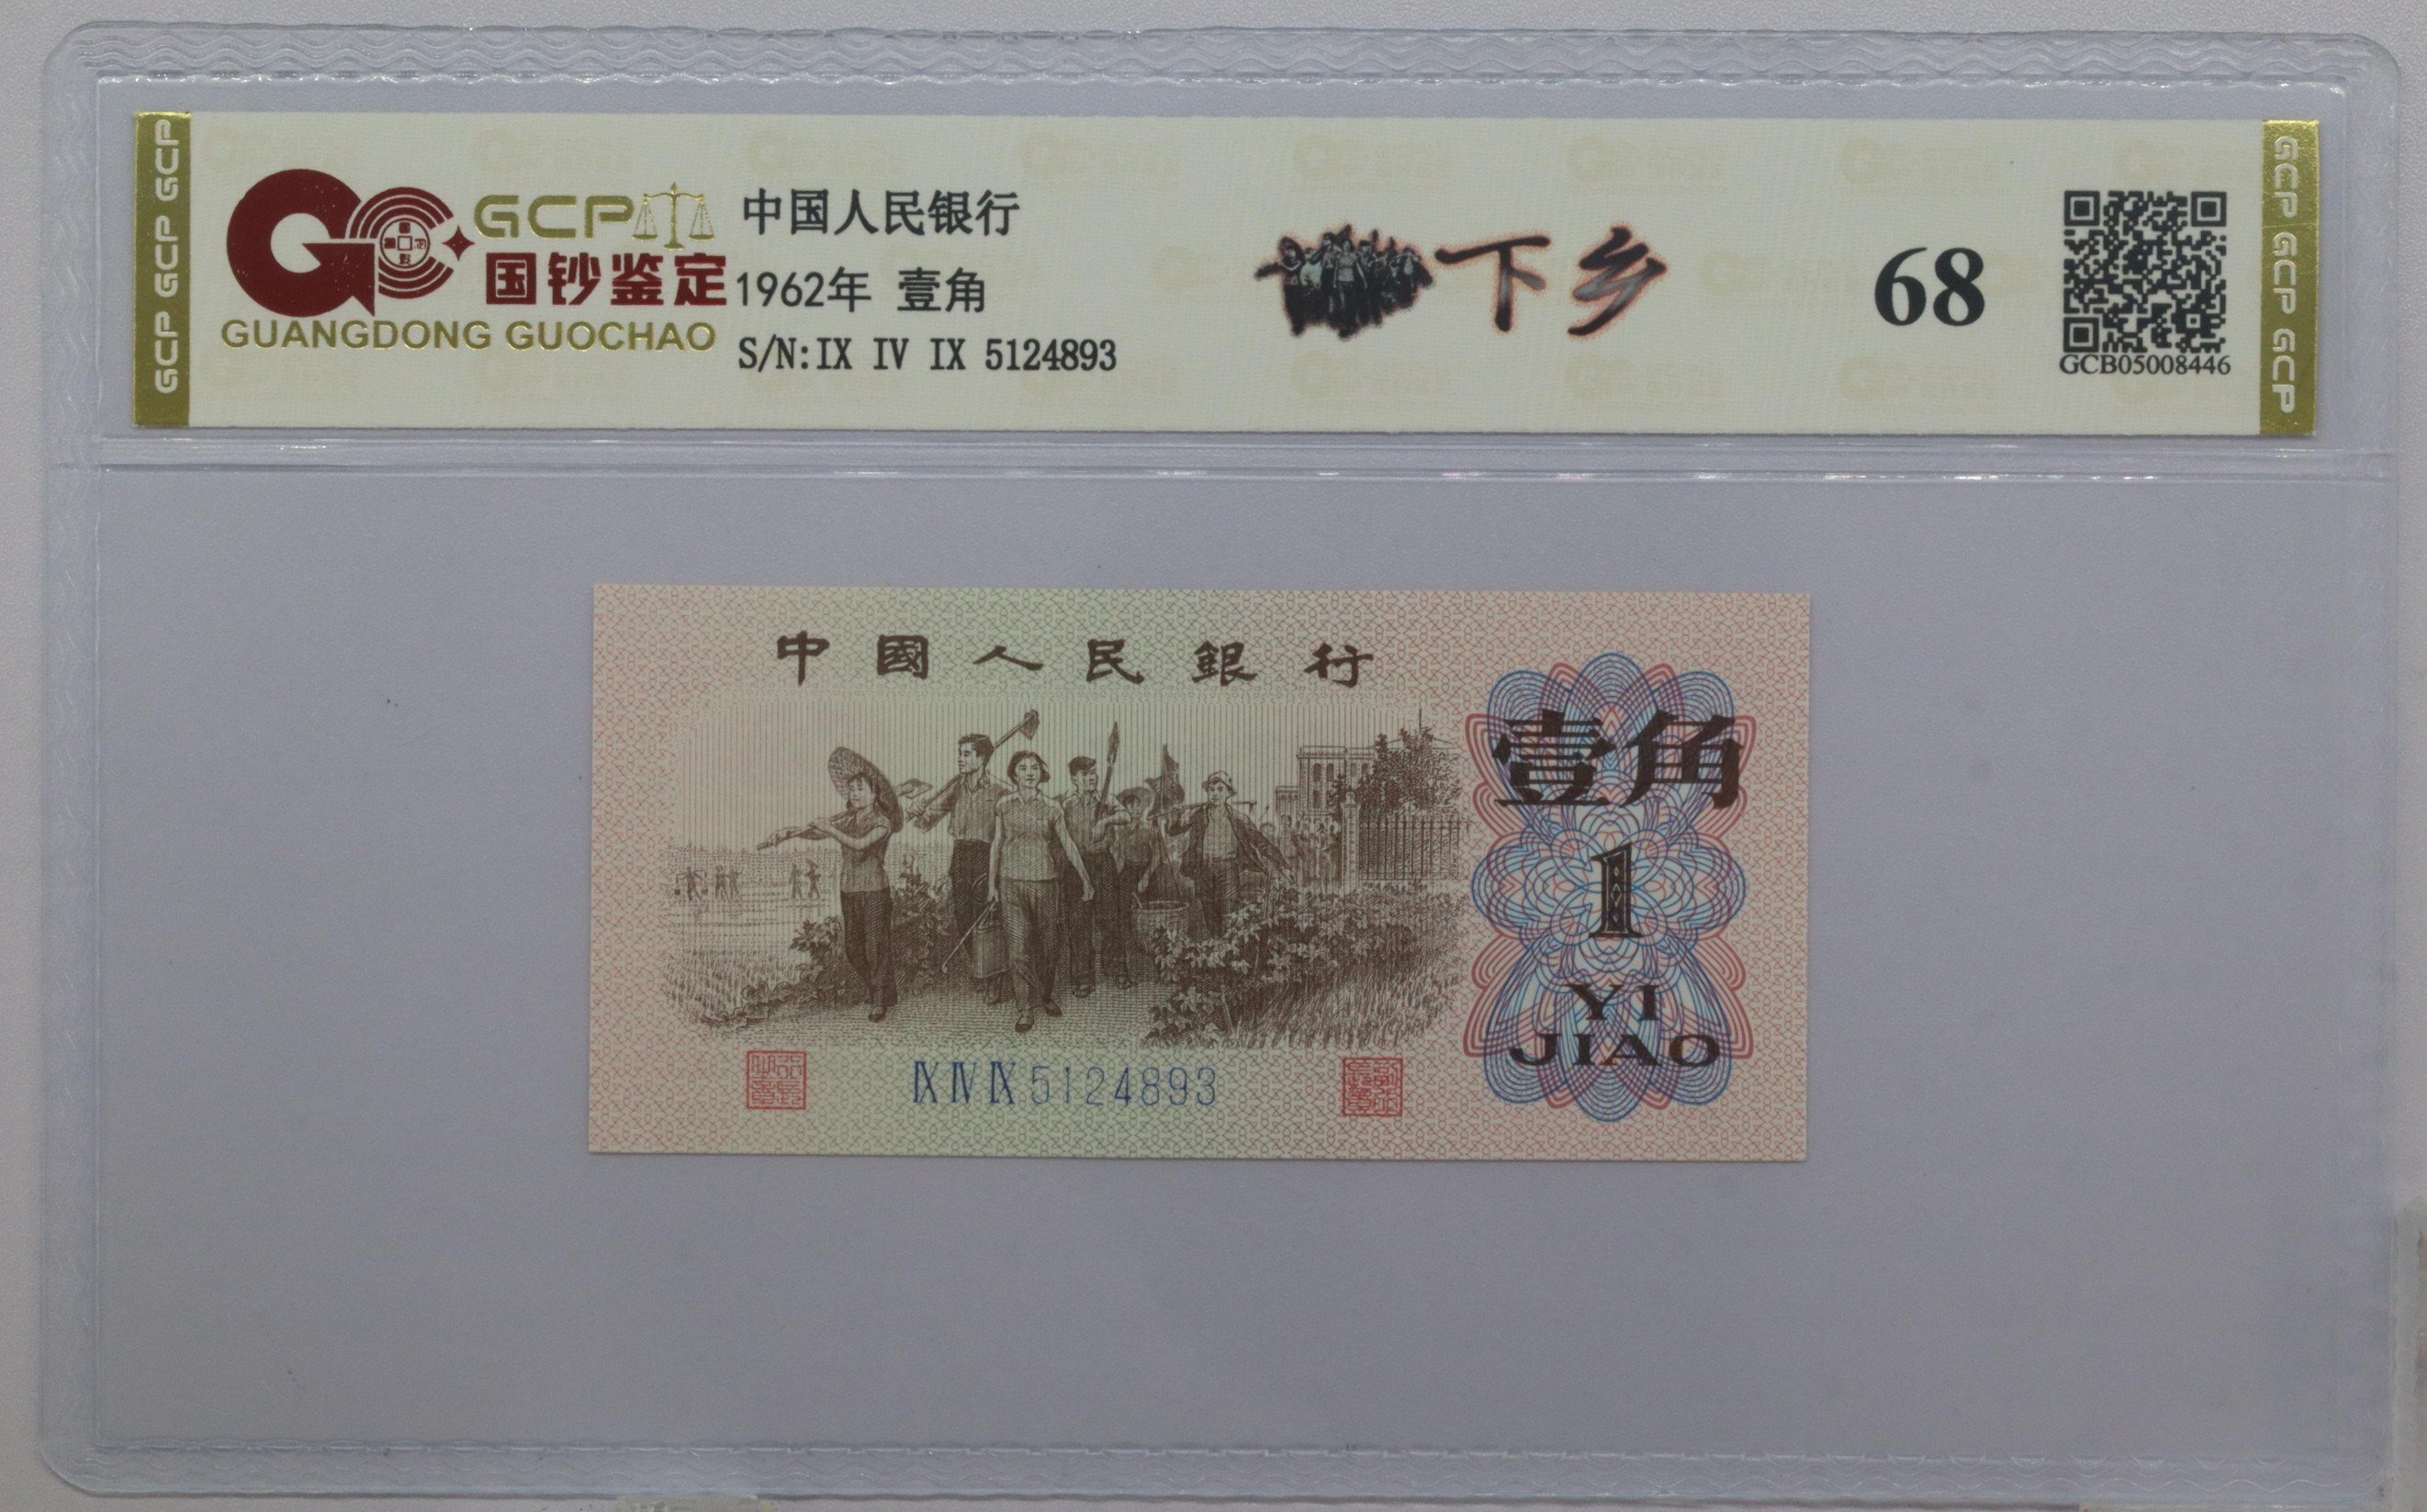 GCP GCP GCP
GCP
国钞鉴定
GUANGDONG GUOCHAO
中国人民银行
1962年 壹角
S/N:IX IV IX 5124893
下乡
68
GCB05008446
GCP GCP GCP
中國人民銀行
壹角
1
YI
JIAO
IX IV IX 5124893